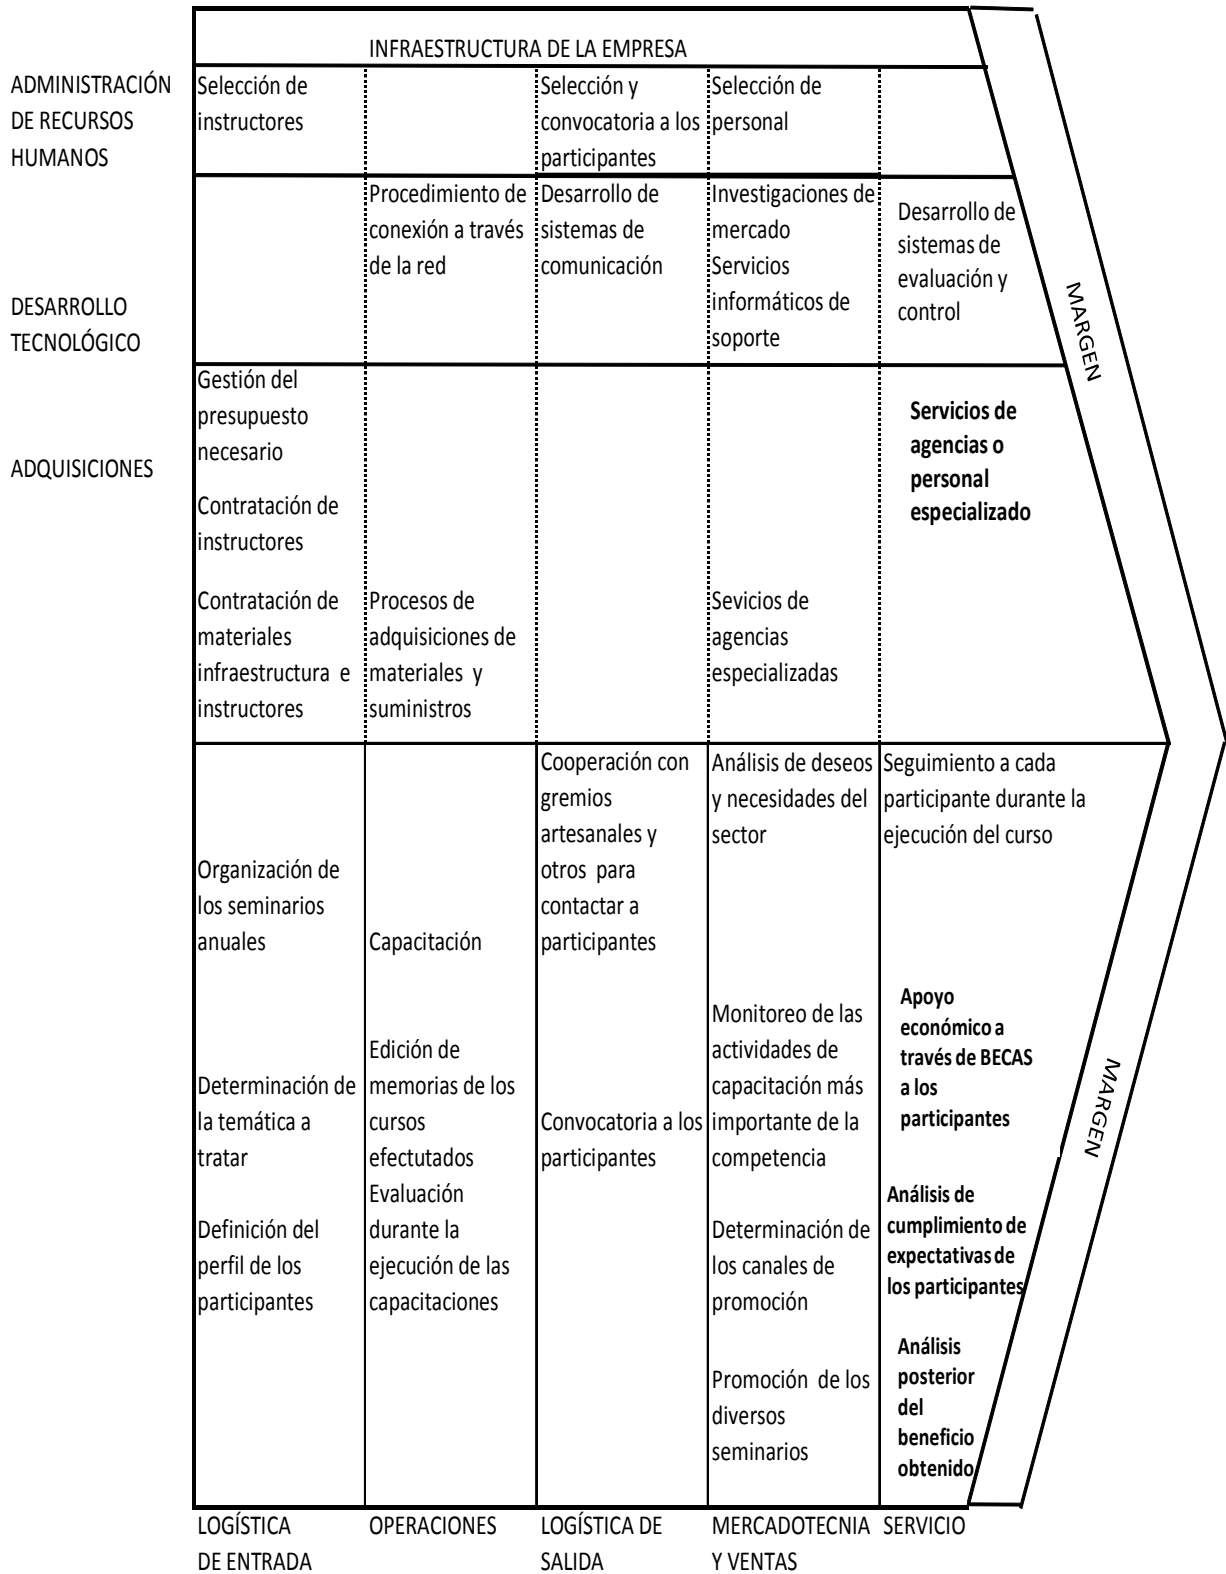 INFRAESTRUCTURA DE LA EMPRESA
ADMINISTRACIÓN
DE RECURSOS
HUMANOS
Selección de
instructores
Selección y
convocatoria a los
participantes
Selección de
personal
DESARROLLO
TECNOLÓGICO
Procedimiento de
conexión a través
de la red
Desarrollo de
sistemas de
comunicación
Investigaciones de
mercado
Servicios
informáticos de
soporte
Desarrollo de
sistemas de
evaluación y
control
MARGEN
ADQUISICIONES
Gestión del
presupuesto
necesario
Contratación de
instructores
Contratación de
materiales
infraestructura e
instructores
Procesos de
adquisiciones de
materiales y
suministros
Sevicios de
agencias
especializadas
Servicios de
agencias o
personal
especializado
Organización de
los seminarios
anuales
Determinación de
la temática a
tratar
Definición del
perfil de los
participantes
Capacitación
Edición de
memorias de los
cursos
efectutados
Evaluación
durante la
ejecución de las
capacitaciones
Cooperación con
gremios
artesanales y
otros para
contactar a
participantes
Convocatoria a los
participantes
Análisis de deseos
y necesidades del
sector
Monitoreo de las
actividades de
capacitación más
importante de la
competencia
Determinación de
los canales de
promoción
Promoción de los
diversos
seminarios
Seguimiento a cada
participante durante la
ejecución del curso
Apoyo
económico a
través de BECAS
a los
participantes
Análisis de
cumplimiento de
expectativas de
los participantes
Análisis
posterior
del
beneficio
obtenido
MARGEN
LOGÍSTICA
DE ENTRADA
OPERACIONES
LOGÍSTICA DE
SALIDA
MERCADOTECNIA
Y VENTAS
SERVICIO